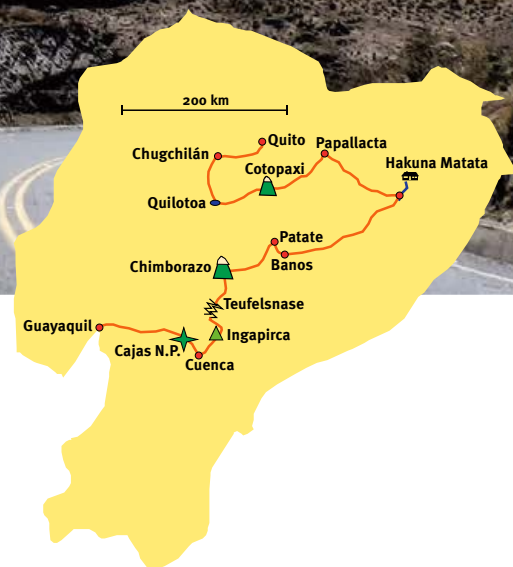 200 km
Quito
Papallacta
Chugchilán
Hakuna Matata
Cotopaxi
Quilotoa
Patate
Banos
Chimborazo
Teufelsnase
Guayaquil
Ingapirca
Cajas N.P.
Cuenca